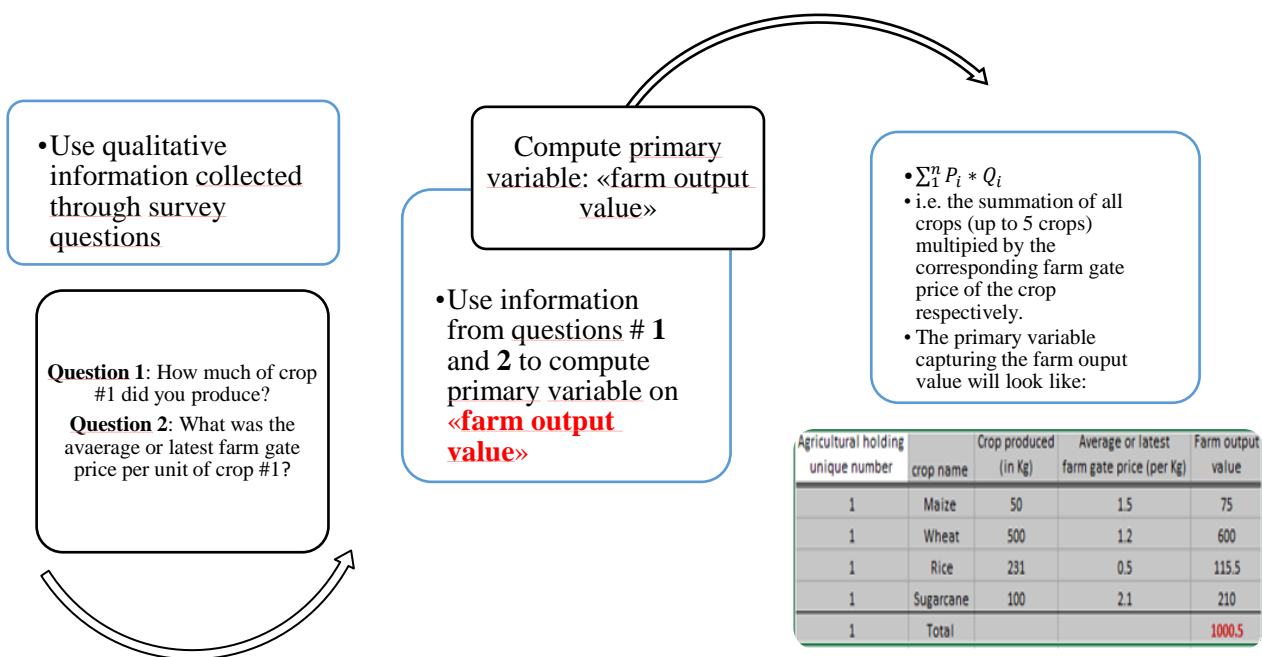 •Use qualitative
information collected
through survey
questions
Question 1: How much of crop
#1 did you produce?
Question 2: What was the
avaerage or latest farm gate
price per unit of crop #1?
Compute primary
variable: «farm output
value»
•Use information
from questions # 1
and 2 to compute
primary variable on
«farm output
value»
•∑₁ⁿ Pᵢ * Qᵢ
• i.e. the summation of all
crops (up to 5 crops)
multipied by the
corresponding farm gate
price of the crop
respectively.
• The primary variable
capturing the farm ouput
value will look like:
Agricultural holding unique number | crop name | Crop produced (in Kg) | Average or latest farm gate price (per Kg) | Farm output value
1 | Maize | 50 | 1.5 | 75
1 | Wheat | 500 | 1.2 | 600
1 | Rice | 231 | 0.5 | 115.5
1 | Sugarcane | 100 | 2.1 | 210
1 | Total | 1000.5